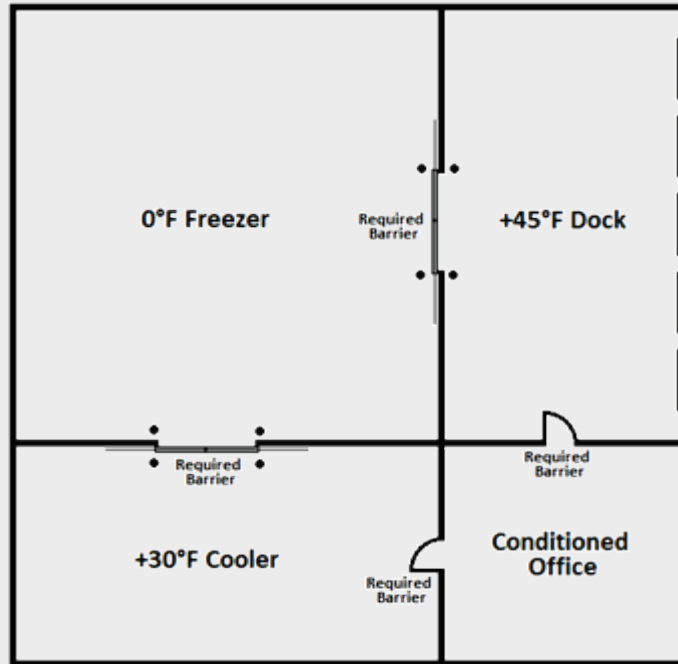 0°F Freezer
Required
Barrier
+45°F Dock
Required
Barrier
Required
Barrier
+30°F Cooler
Required
Barrier
Conditioned
Office